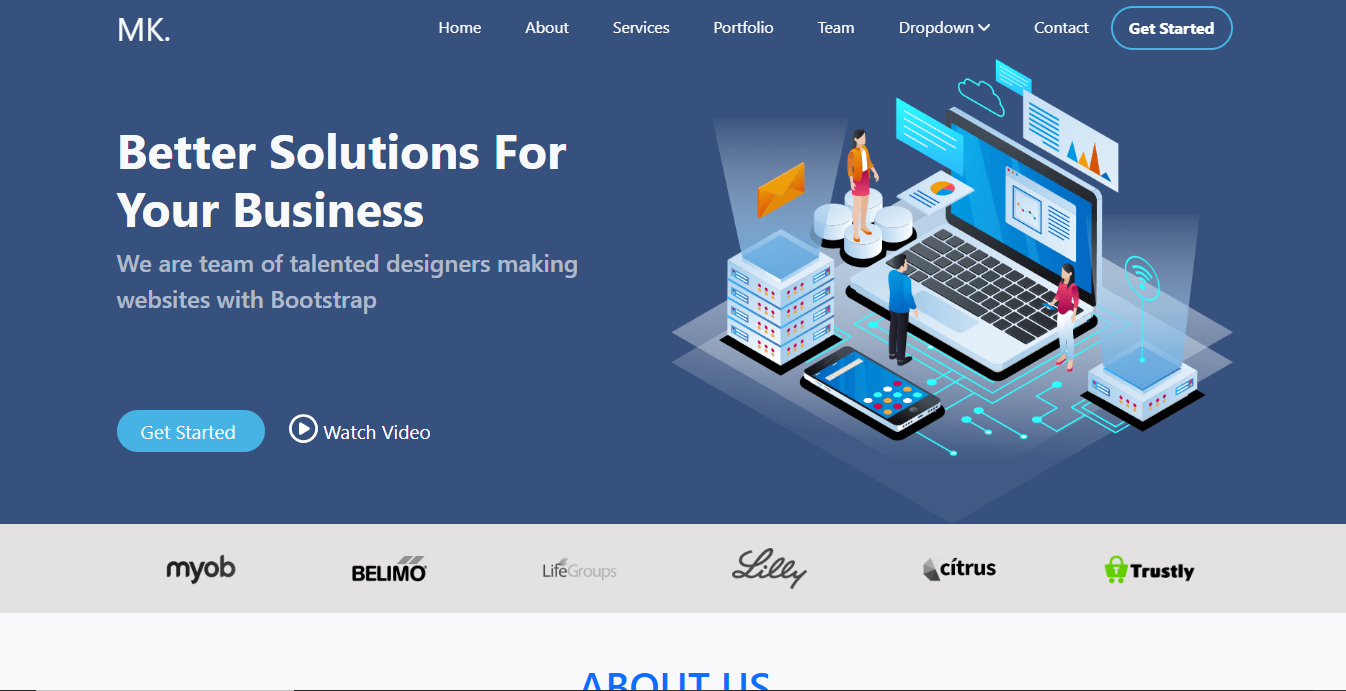 MK.
Home About Services Portfolio Team Dropdown Contact Get Started
Better Solutions For
Your Business
We are team of talented designers making
websites with Bootstrap
Get Started Watch Video
myob BELIMO LifeGroups Lilly citrus Trustly
ABOUT US